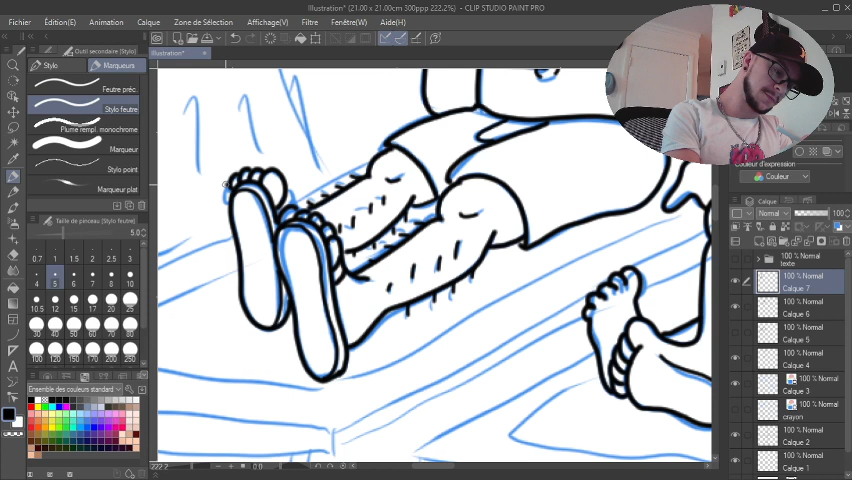 Illustration* (21.00 x 21.00cm 300ppp 222.2%) - CLIP STUDIO PAINT PRO
Fichier Édition(E) Animation Calque Zone de Sélection Affichage(V) Filtre Fenêtre(W) Aide(H)
Illustration*
Outil secondaire (Stylo)
Stylo Marqueurs
Feutre préc.
Stylo feutre
Plume rempl. monochrome
Marqueur
Stylo point
Marqueur plat
Taille de pinceau (Stylo feutre)
5.0
0.7 1 1.5 2 2.5 3
4 5 6 7 8 10
10.5 12 15 17 20 25
30 40 50 60 70 80
100 120 150 170 200 250
Ensemble des couleurs standard
222.2 0.0
Couleur d'expression
Couleur
Calque
Normal 100
100 % Normal
texte
100 % Normal
Calque 7
100 % Normal
Calque 6
100 % Normal
Calque 5
100 % Normal
Calque 4
100 % Normal
Calque 3
100 % Normal
crayon
100 % Normal
Calque 2
100 % Normal
Calque 1